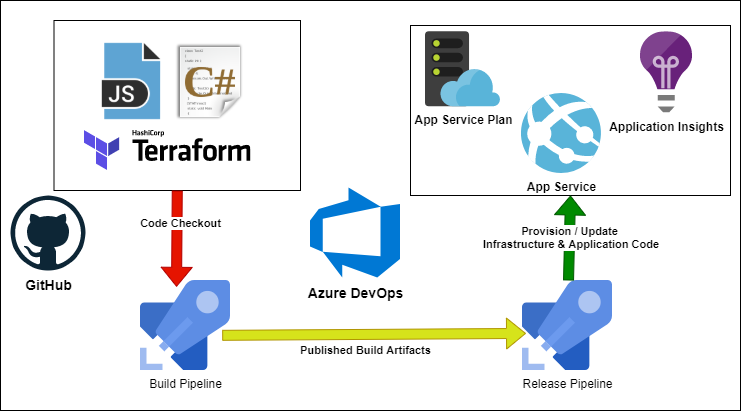 JS
C#
HashiCorp
Terraform
App Service Plan
Application Insights
App Service
Code Checkout
Provision / Update
Infrastructure & Application Code
GitHub
Azure DevOps
Published Build Artifacts
Build Pipeline
Release Pipeline